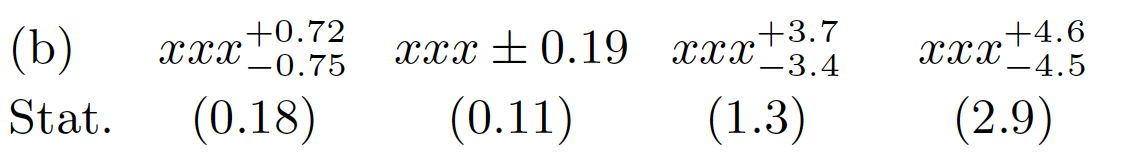 (b) xxx+0.72−0.75 xxx ± 0.19 xxx+3.7−3.4 xxx+4.6−4.5
Stat. (0.18) (0.11) (1.3) (2.9)